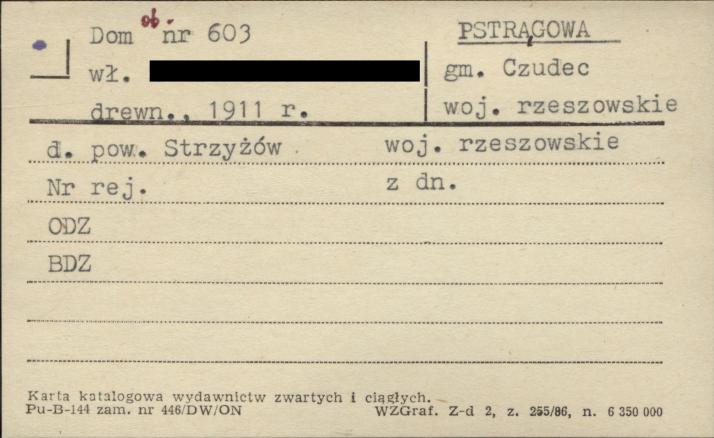 Dom ob nr 603
PSTRĄGOWA
wł.
gm. Czudec
drewn., 1911 r.
woj. rzeszowskie
d. pow. Strzyżów
woj. rzeszowskie
Nr rej.
z dn.
ODZ
BDZ
Karta katalogowa wydawnictw zwartych i ciągłych.
Pu-B-144 zam. nr 446/DW/ON
WZGraf. Z-d 2, z. 255/86, n. 6 350 000